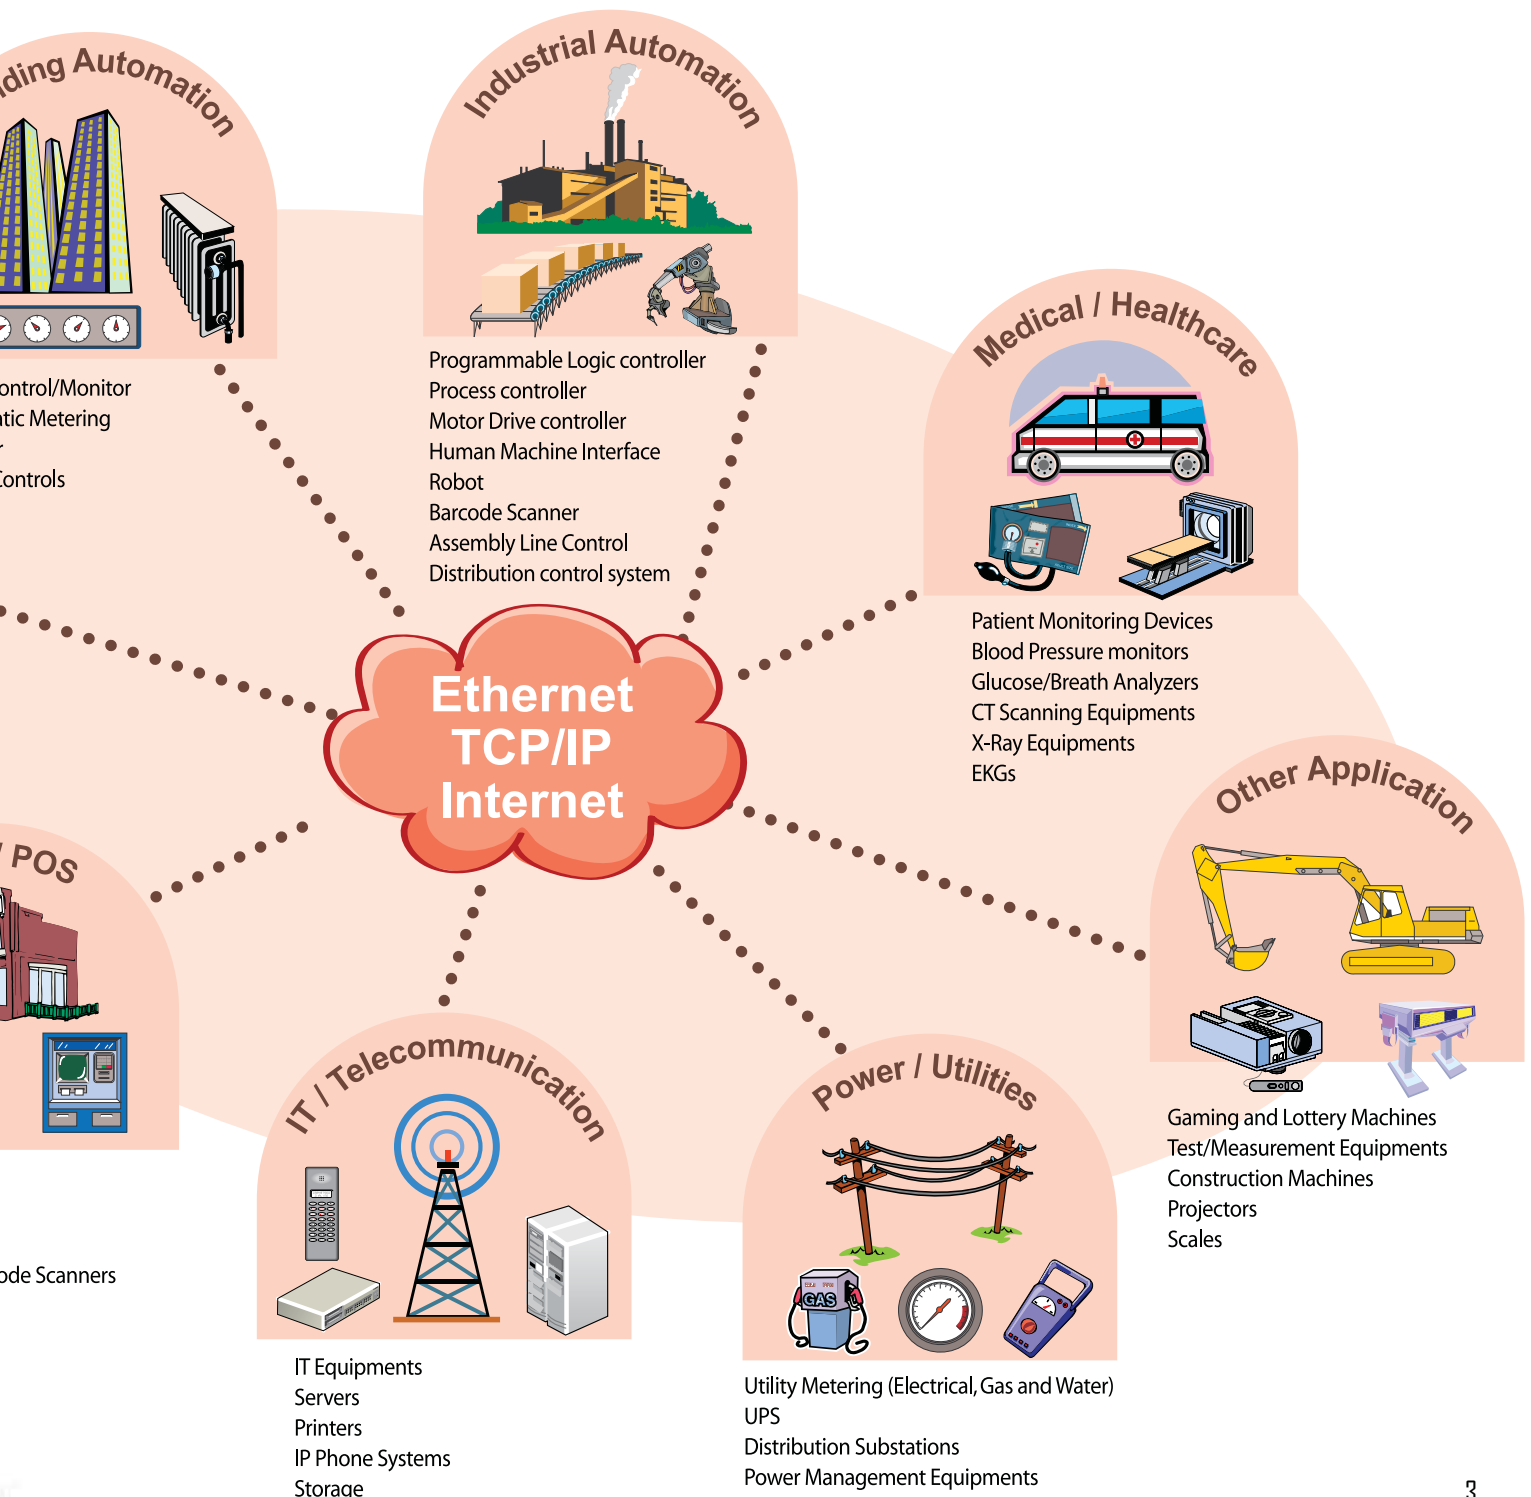 Automation
ontrol/Monitor
tic Metering
ontrols
Industrial Automation
Programmable Logic controller
Process controller
Motor Drive controller
Human Machine Interface
Robot
Barcode Scanner
Assembly Line Control
Distribution control system
Medical / Healthcare
Patient Monitoring Devices
Blood Pressure monitors
Glucose/Breath Analyzers
CT Scanning Equipments
X-Ray Equipments
EKGs
Ethernet
TCP/IP
Internet
Other Application
Gaming and Lottery Machines
Test/Measurement Equipments
Construction Machines
Projectors
Scales
/ POS
ode Scanners
IT / Telecommunication
IT Equipments
Servers
Printers
IP Phone Systems
Storage
Power / Utilities
GAS
Utility Metering (Electrical, Gas and Water)
UPS
Distribution Substations
Power Management Equipments
3